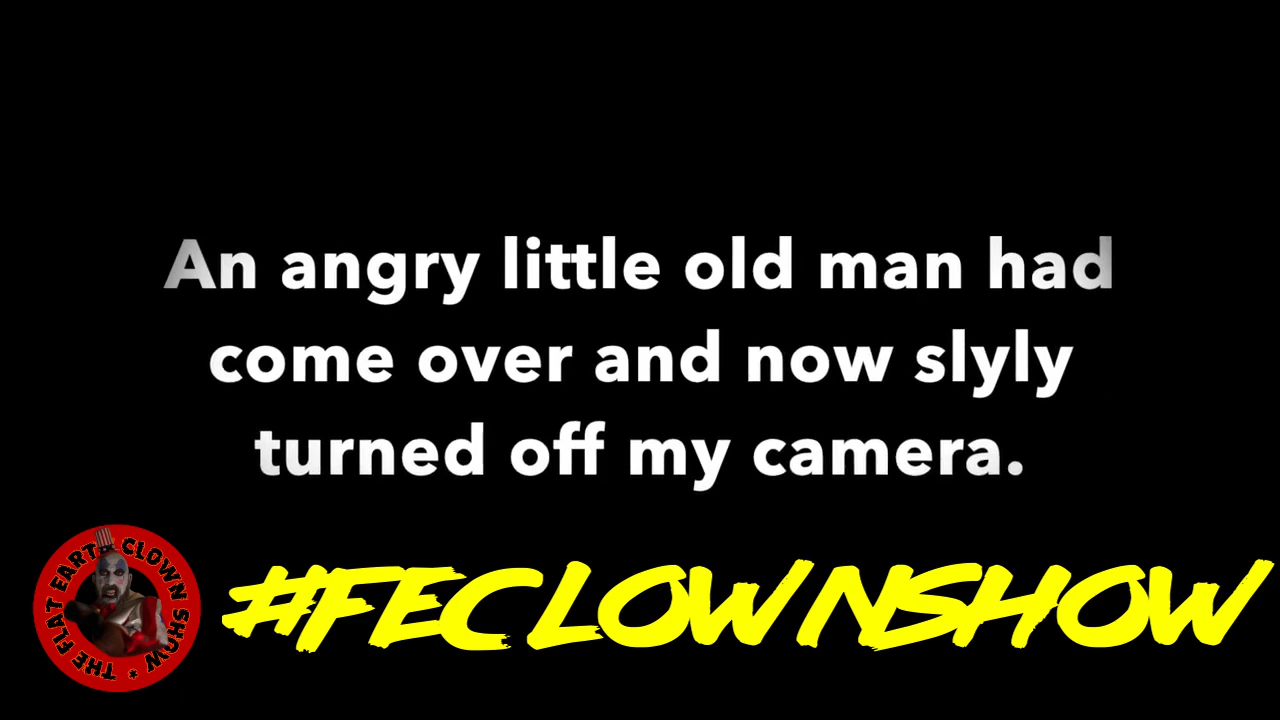 An angry little old man had
come over and now slyly
turned off my camera.
THE FLAT EARTH CLOWN SHOW *
#FECLOWNSHOW